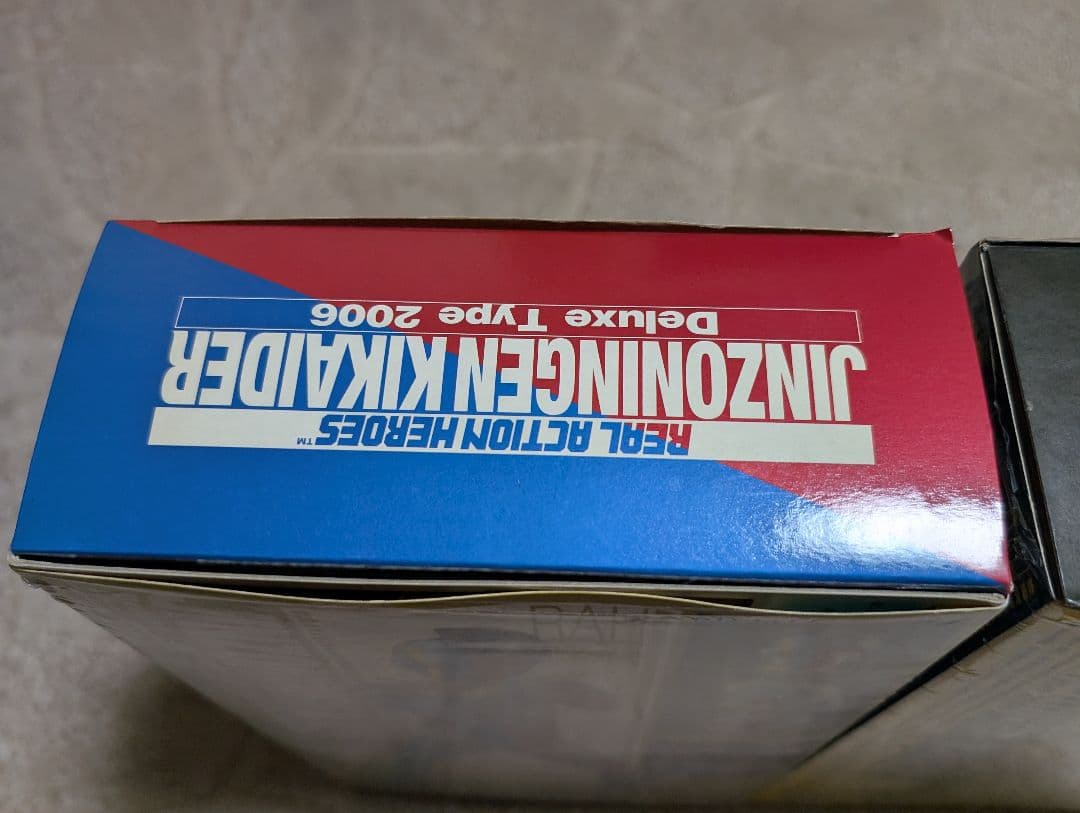 REAL ACTION HEROES™
JINZONINGEN KIKAIDER
Deluxe Type 2006